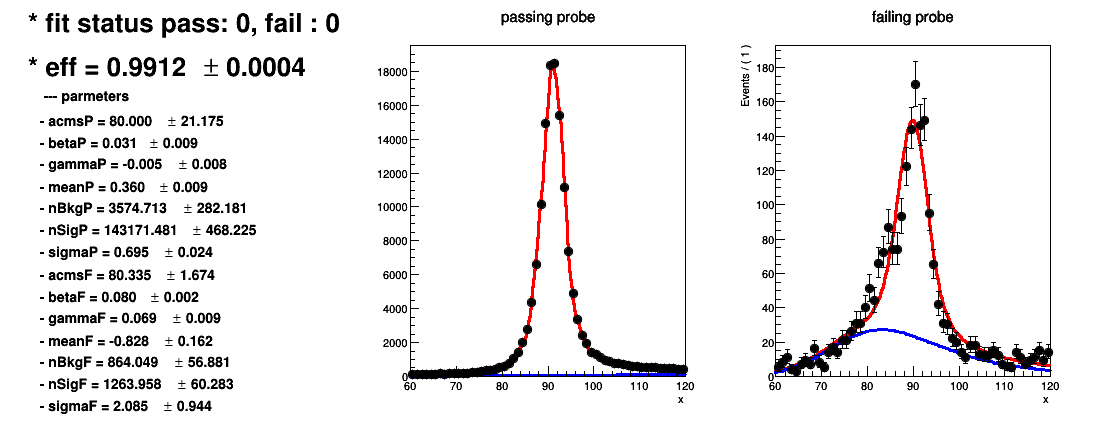 * fit status pass: 0, fail : 0
* eff = 0.9912 ± 0.0004
--- parmeters
- acmsP = 80.000 ± 21.175
- betaP = 0.031 ± 0.009
- gammaP = -0.005 ± 0.008
- meanP = 0.360 ± 0.009
- nBkgP = 3574.713 ± 282.181
- nSigP = 143171.481 ± 468.225
- sigmaP = 0.695 ± 0.024
- acmsF = 80.335 ± 1.674
- betaF = 0.080 ± 0.002
- gammaF = 0.069 ± 0.009
- meanF = -0.828 ± 0.162
- nBkgF = 864.049 ± 56.881
- nSigF = 1263.958 ± 60.283
- sigmaF = 2.085 ± 0.944
passing probe
18000
16000
14000
12000
10000
8000
6000
4000
2000
0
60 70 80 90 100 110 120
x
failing probe
Events / ( 1 )
160
140
120
100
80
60
40
20
0
60 70 80 90 100 110 120
x